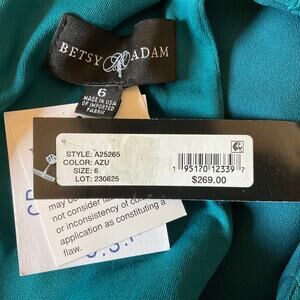 BETSY ADAM
6
MADE IN USA
OF IMPORTED
FABRIC
STYLE: A25265
COLOR: AZU
SIZE: 6
LOT: 230625
1 95170 12339 7
$269.00
may be
not consider
or inconsistency of colo
application as constituting a
flaw.